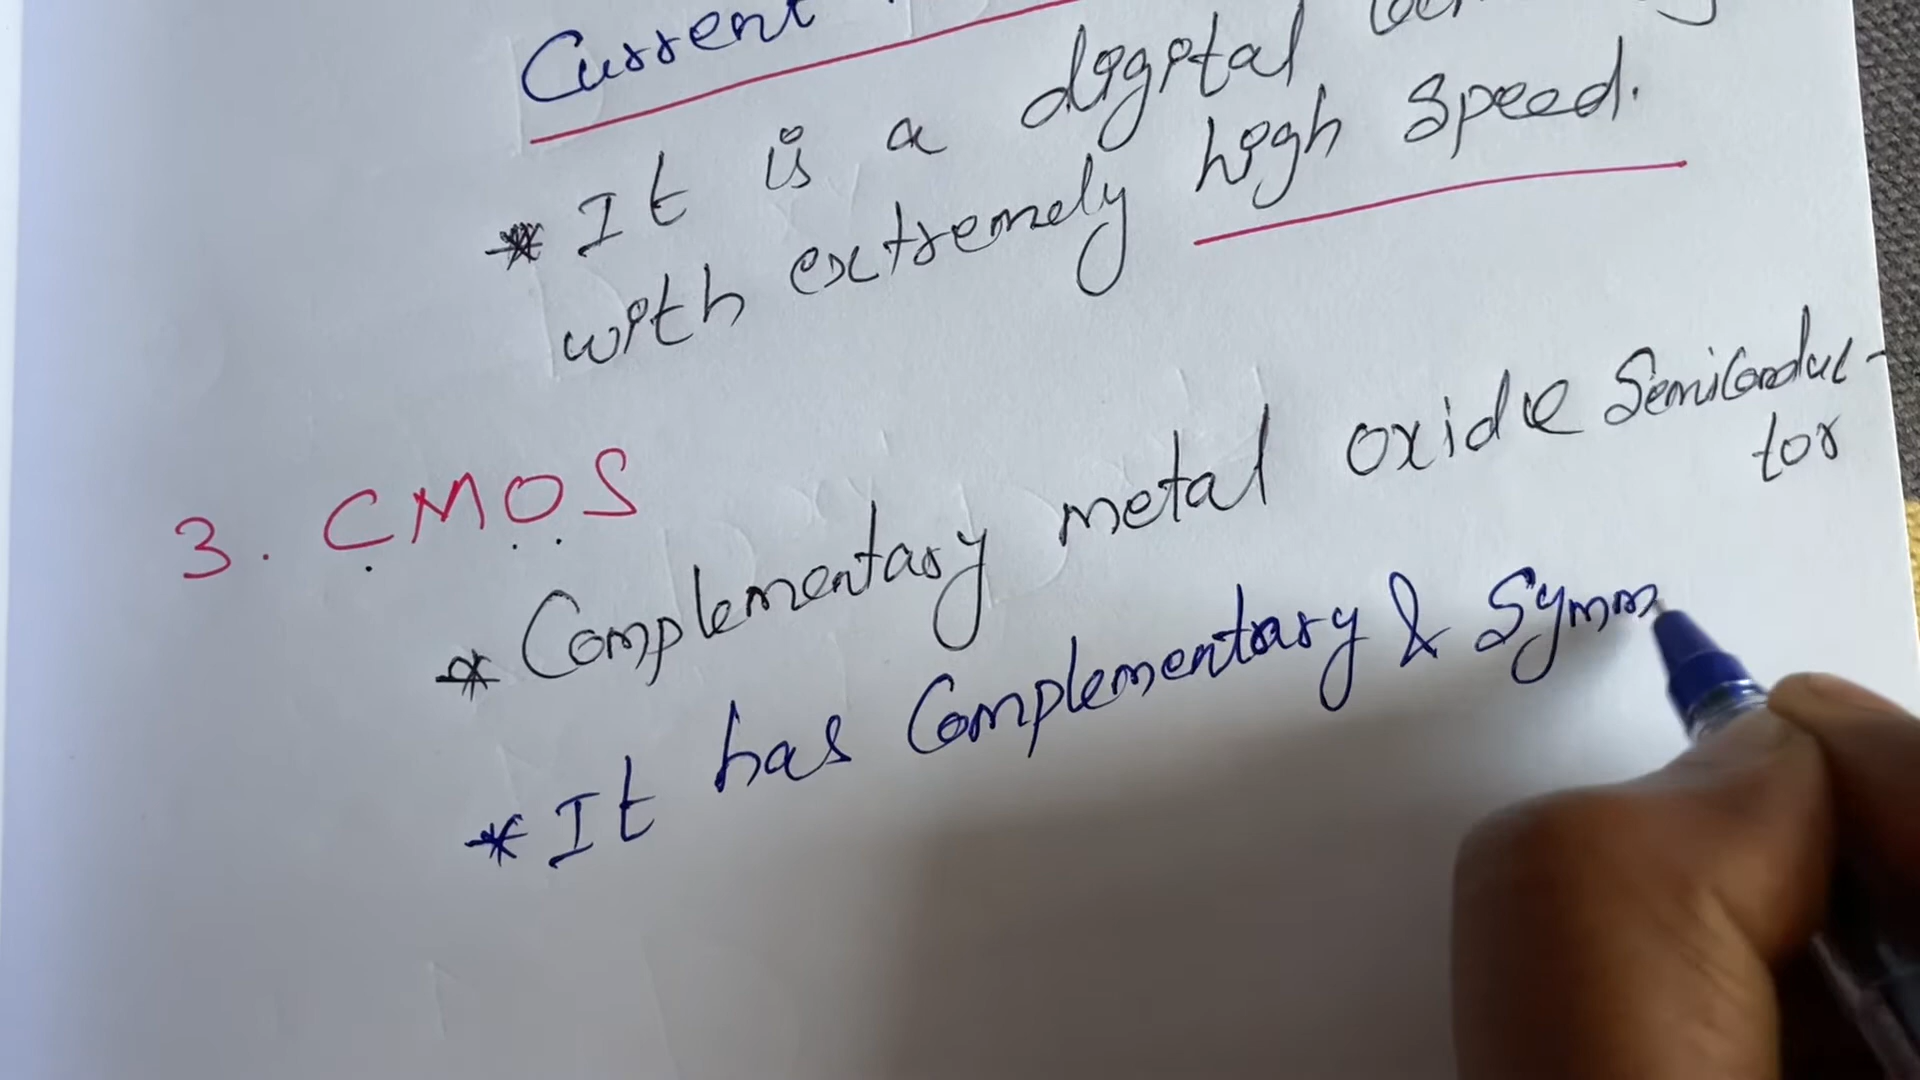 Current
* It is a digital
with extremely high Speed.
3. CMOS
* Complementary metal oxide Semiconduc-
tor
* It has Complementary & Symm